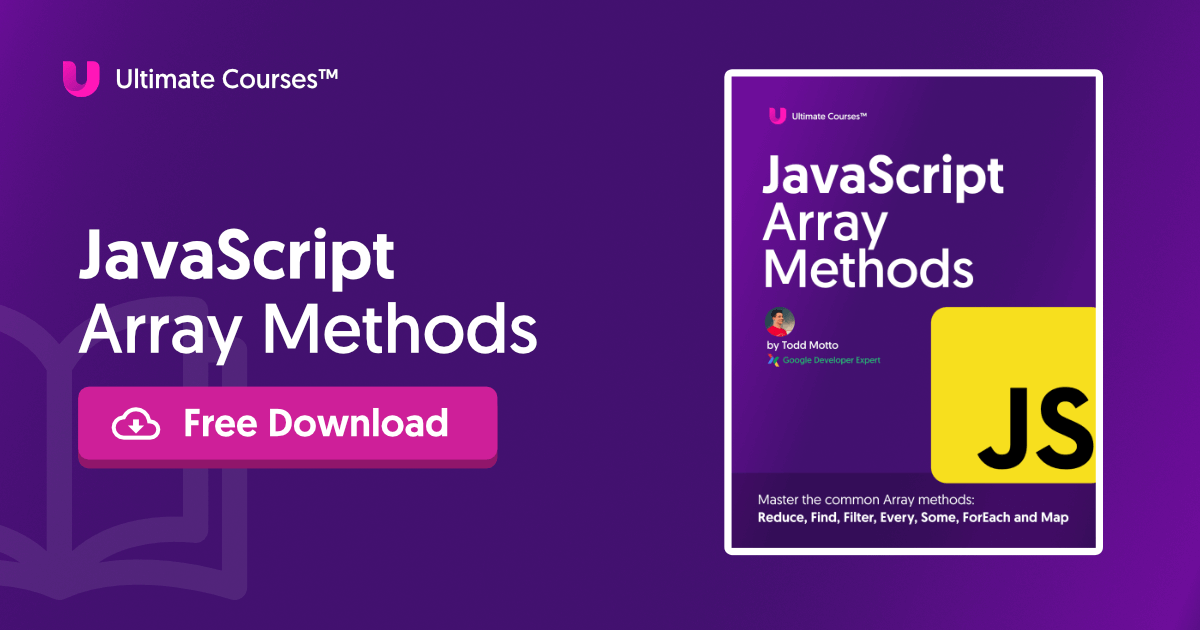 Ultimate Courses™
JavaScript
Array Methods
Free Download
Ultimate Courses™
JavaScript
Array
Methods
by Todd Motto
Google Developer Expert
JS
Master the common Array methods:
Reduce, Find, Filter, Every, Some, ForEach and Map